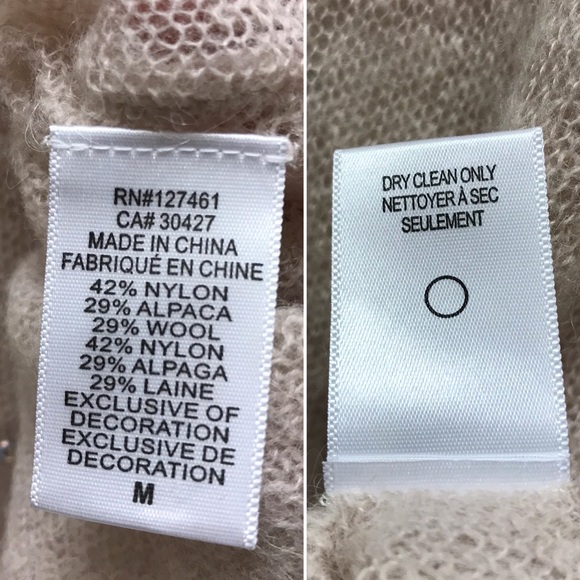 RN#127461
CA# 30427
MADE IN CHINA
FABRIQUÉ EN CHINE
42% NYLON
29% ALPACA
29% WOOL
42% NYLON
29% ALPAGA
29% LAINE
EXCLUSIVE OF
DECORATION
EXCLUSIVE DE
DECORATION
M
DRY CLEAN ONLY
NETTOYER À SEC
SEULEMENT